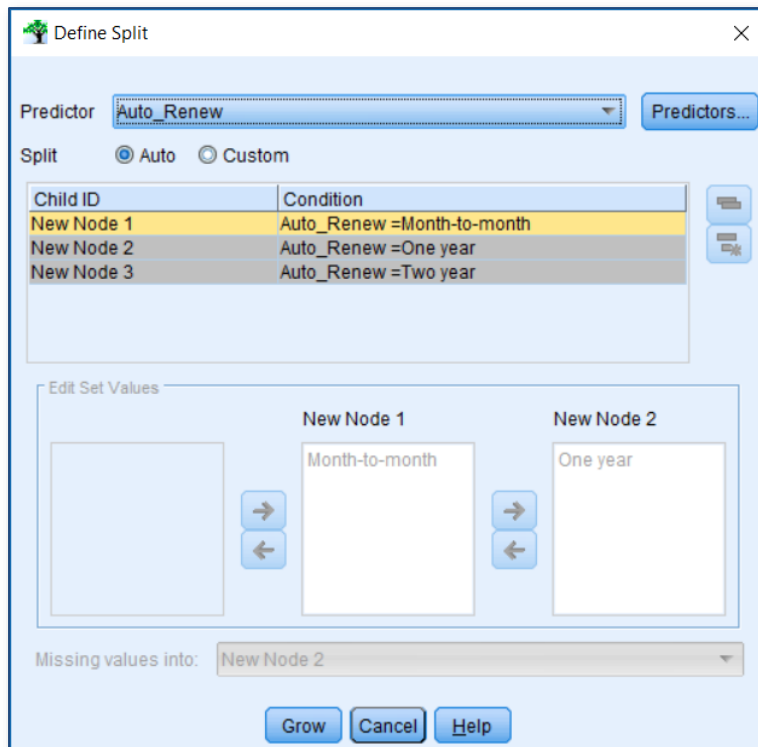 Define Split
Predictor Auto_Renew Predictors...
Split Auto Custom
Child ID Condition
New Node 1 Auto_Renew =Month-to-month
New Node 2 Auto_Renew =One year
New Node 3 Auto_Renew =Two year
Edit Set Values
New Node 1 New Node 2
Month-to-month One year
Missing values into: New Node 2
Grow Cancel Help